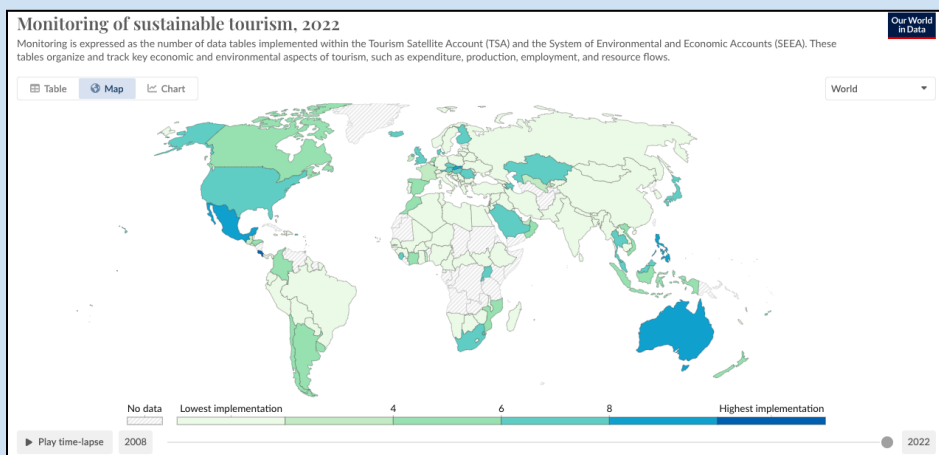 Monitoring of sustainable tourism, 2022
Our World
in Data
Monitoring is expressed as the number of data tables implemented within the Tourism Satellite Account (TSA) and the System of Environmental and Economic Accounts (SEEA). These
tables organize and track key economic and environmental aspects of tourism, such as expenditure, production, employment, and resource flows.
Table Map Chart World
No data Lowest implementation 4 6 8 Highest implementation
Play time-lapse 2008 2022